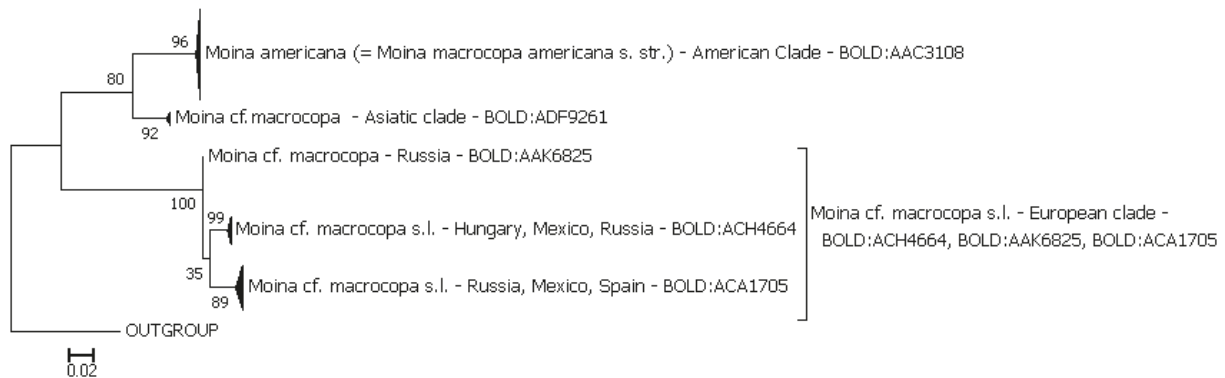 96
Moina americana (= Moina macrocopa americana s. str.) - American Clade - BOLD:AAC3108
80
Moina cf. macrocopa - Asiatic clade - BOLD:ADF9261
92
Moina cf. macrocopa - Russia - BOLD:AAK6825
100
99
Moina cf. macrocopa s.l. - Hungary, Mexico, Russia - BOLD:ACH4664
Moina cf. macrocopa s.l. - European clade -
BOLD:ACH4664, BOLD:AAK6825, BOLD:ACA1705
35
Moina cf. macrocopa s.l. - Russia, Mexico, Spain - BOLD:ACA1705
89
OUTGROUP
0.02